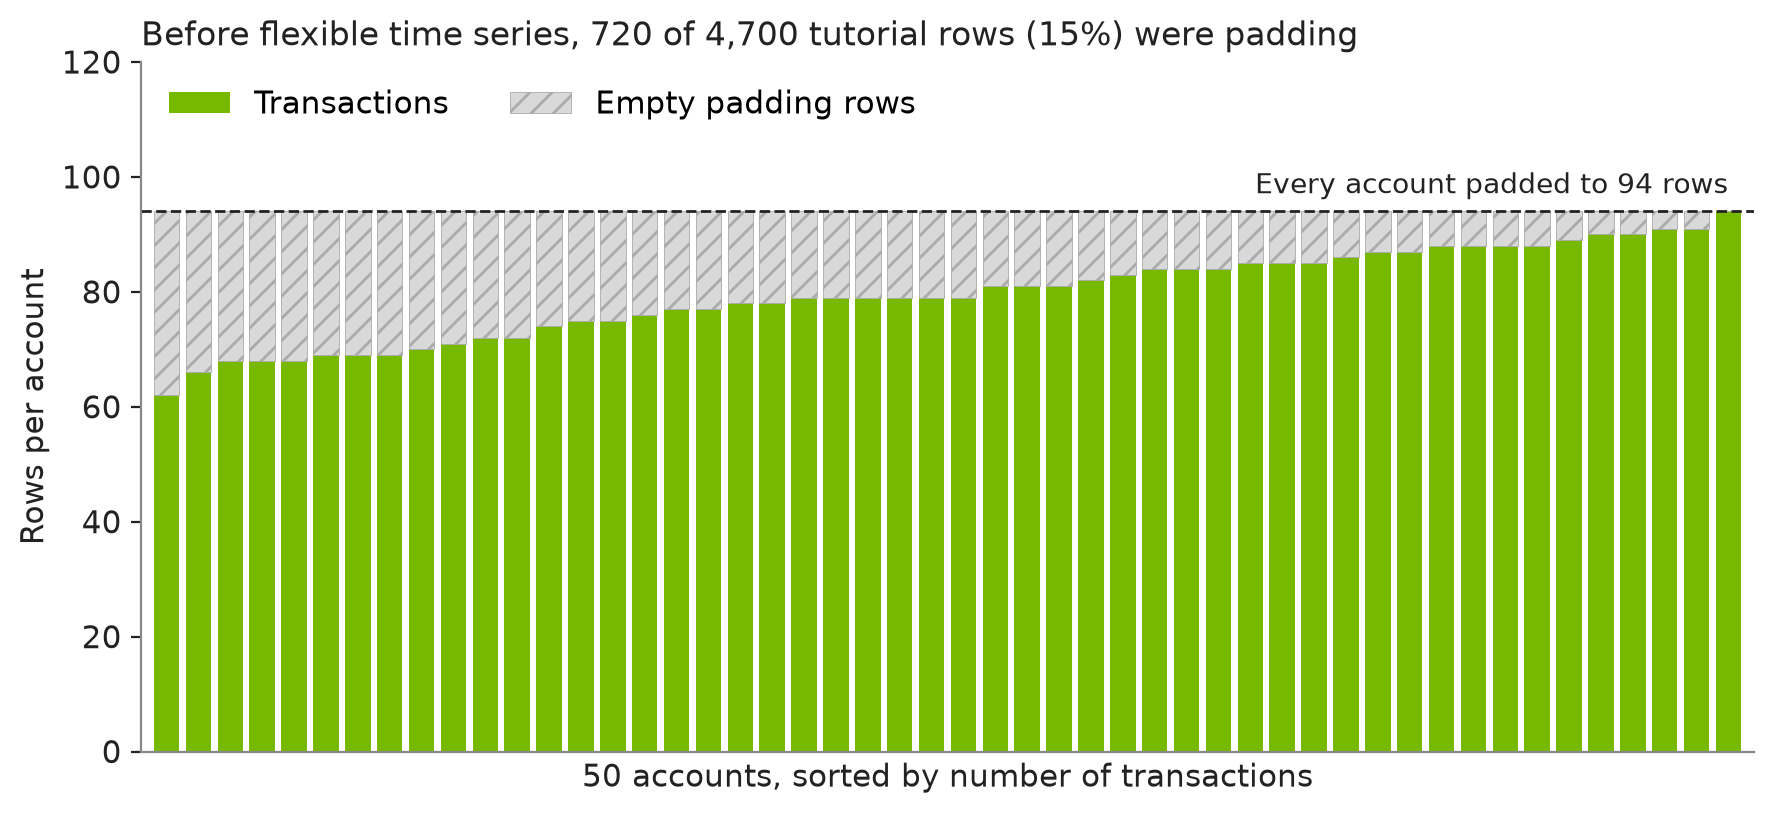 Before flexible time series, 720 of 4,700 tutorial rows (15%) were padding
120
Transactions
Empty padding rows
100
Every account padded to 94 rows
80
60
40
20
0
Rows per account
50 accounts, sorted by number of transactions